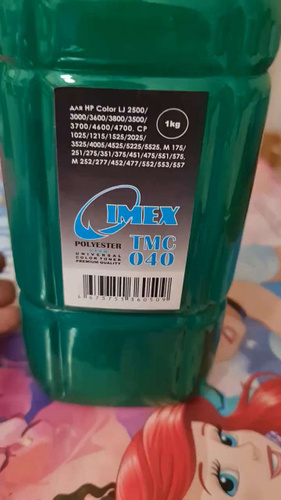 для HP Color LJ 2500/
3000/3600/3800/3500/
3700/4600/4700, CP
1025/1215/1525/2025/
3525/4005/4525/5225/5525, M 175/
251/275/351/375/451/475/551/575,
M 252/277/452/477/552/553/557
1kg
IMEX
POLYESTER
TMC
040
UNIVERSAL
COLOR TONER
PREMIUM QUALITY